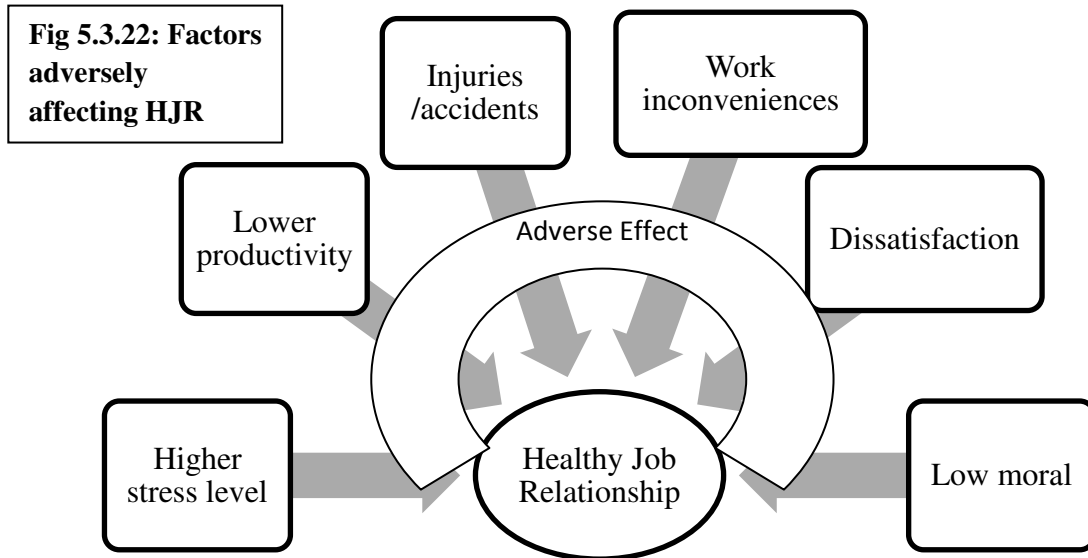 Fig 5.3.22: Factors
adversely
affecting HJR
Injuries
/accidents
Work
inconveniences
Lower
productivity
Adverse Effect
Dissatisfaction
Higher
stress level
Healthy Job
Relationship
Low moral